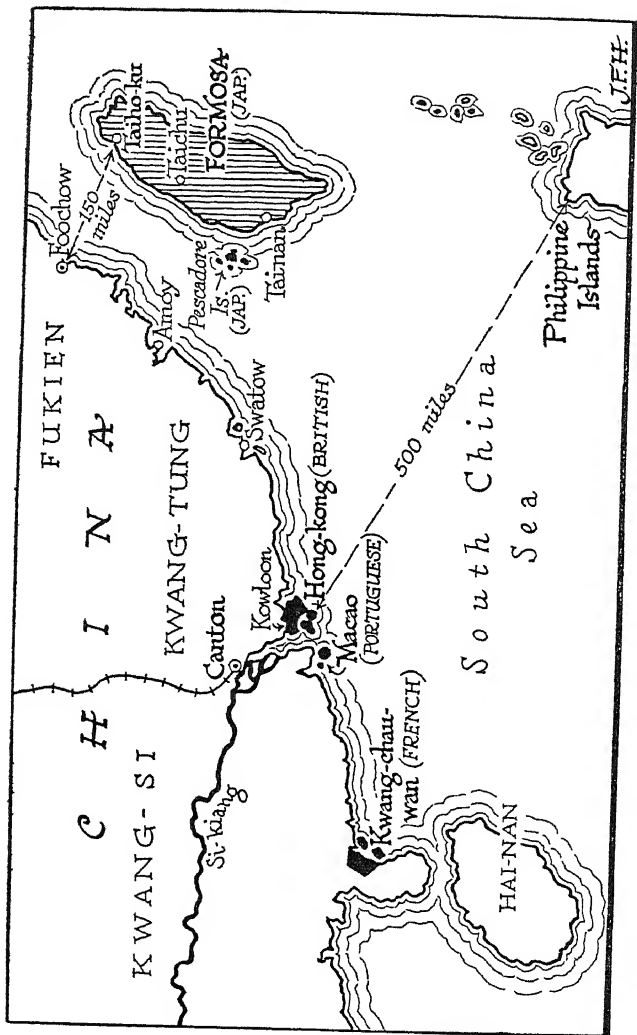 FUKIEN
CHINA
KWANG-TUNG
KWANG-SI
Si-kiang
Canton
Kowloon
Hong-kong (BRITISH)
Macao
(PORTUGUESE)
Kwang-chau-
wan (FRENCH)
HAI-NAN
Swatow
Amoy
Foochow
150
miles
Taiho-ku
Taichu
FORMOSA
(JAP.)
Pescadore
Is.
(JAP.)
Tainan
500 miles
South China
Sea
Philippine
Islands
J.F.H.